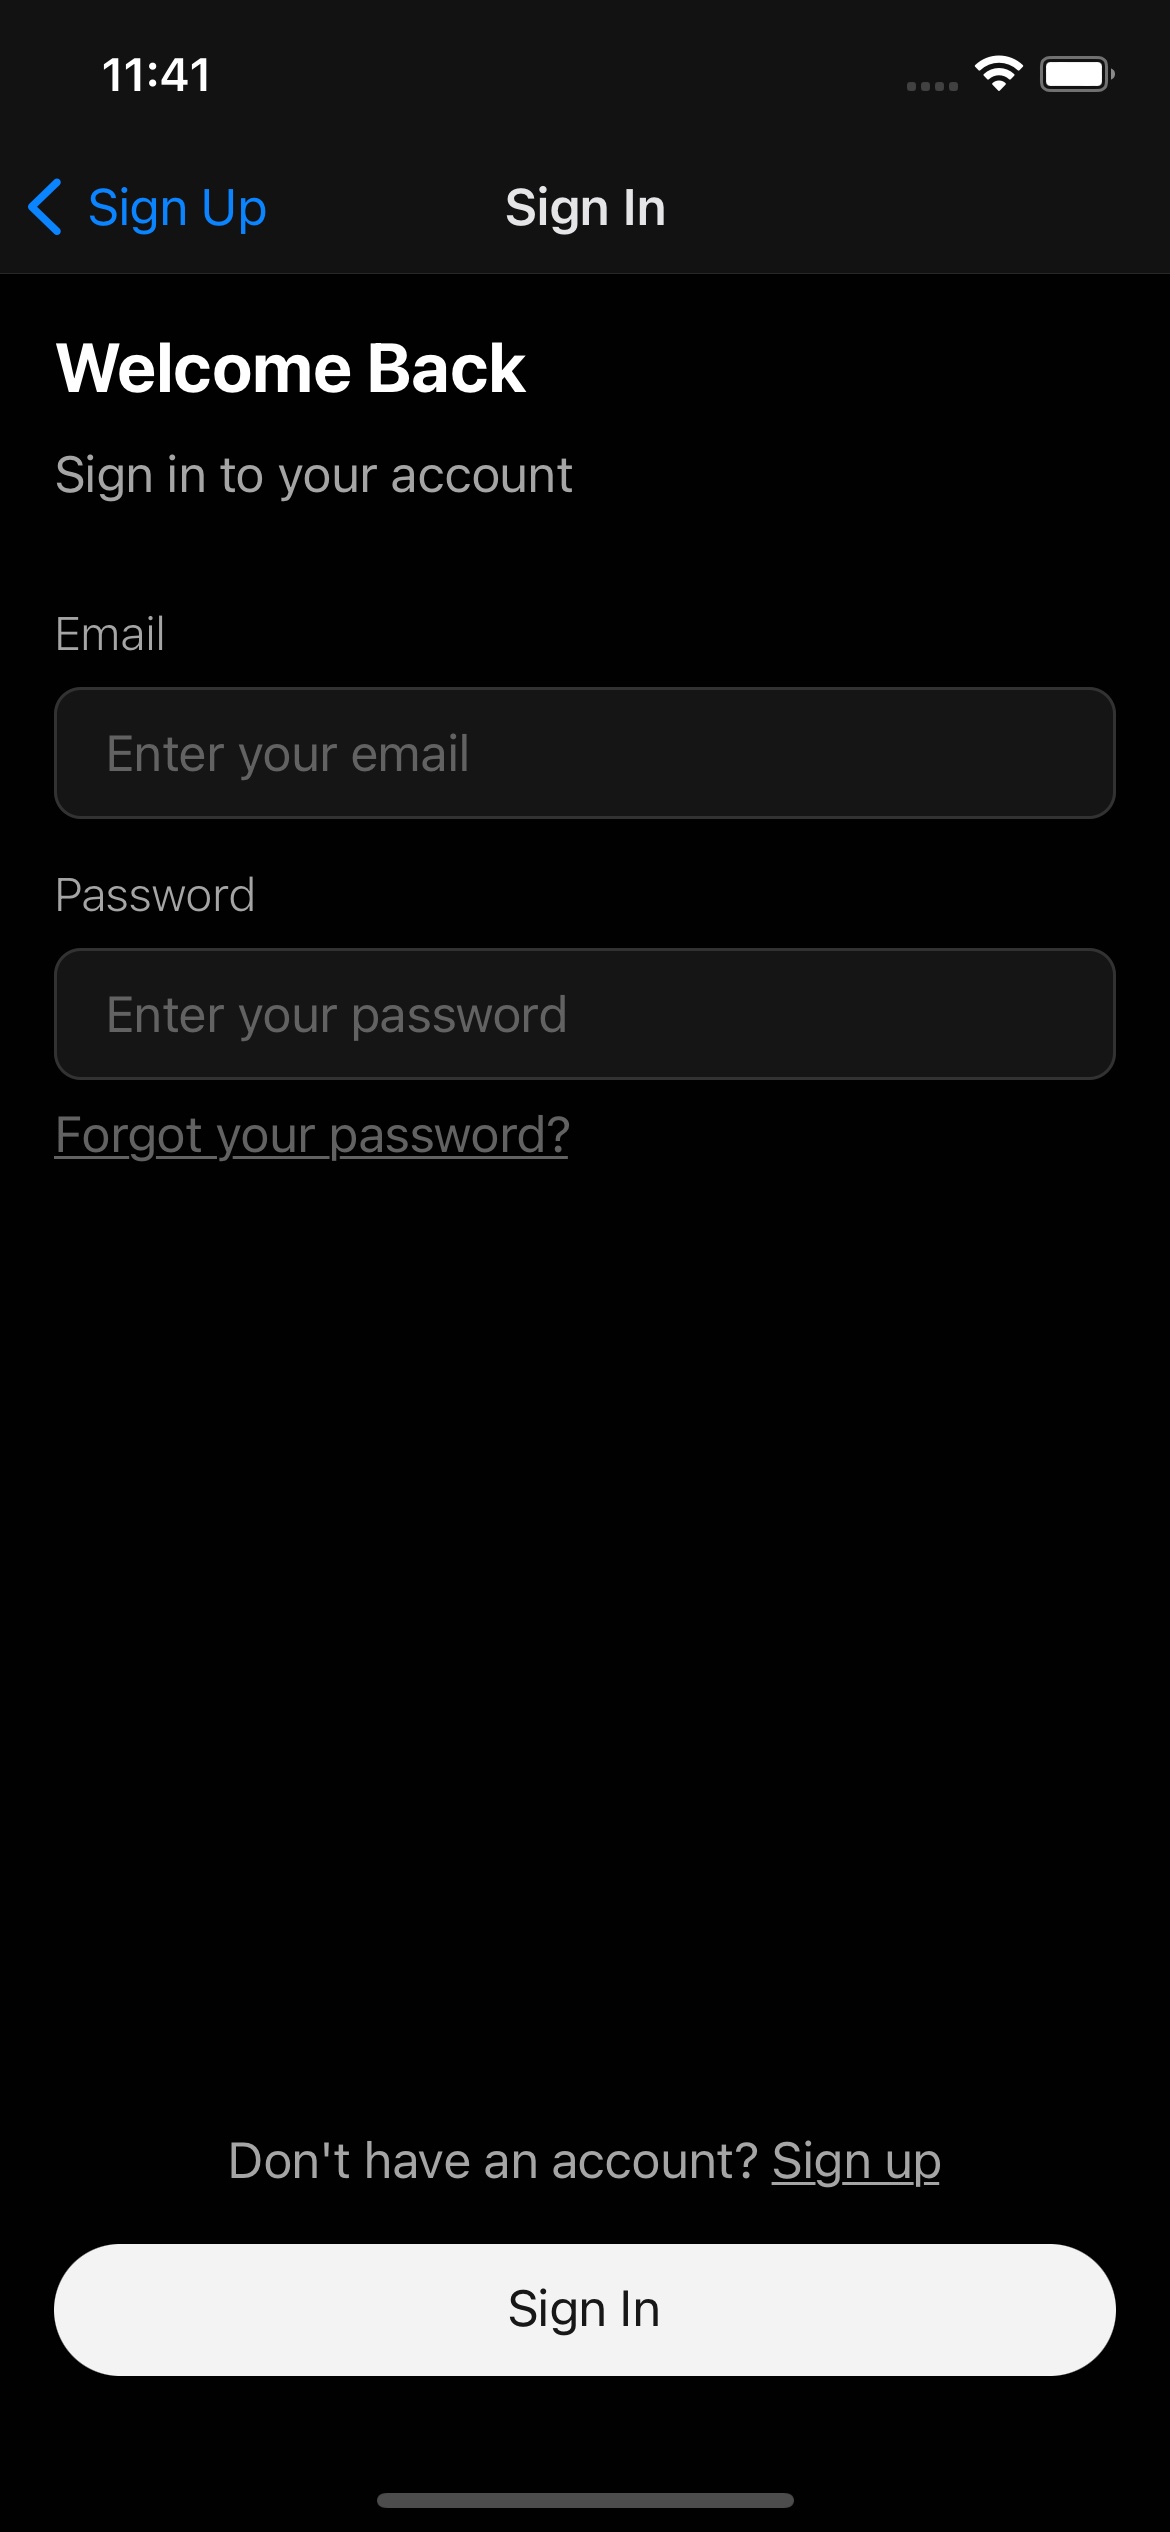 11:41
Sign Up Sign In
Welcome Back
Sign in to your account
Email
Enter your email
Password
Enter your password
Forgot your password?
Don't have an account? Sign up
Sign In